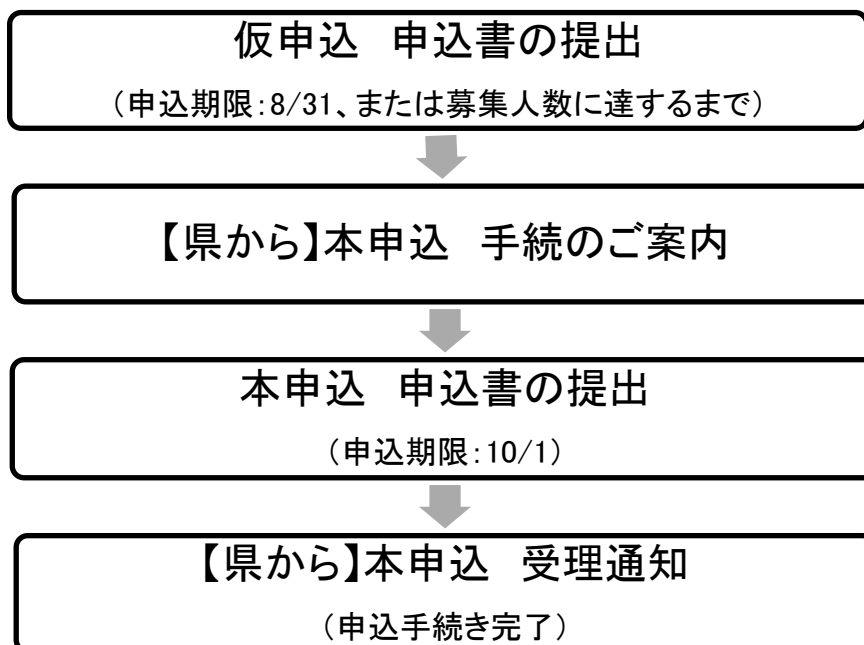 仮申込　申込書の提出
（申込期限：8/31、または募集人数に達するまで）
【県から】本申込　手続のご案内
本申込　申込書の提出
（申込期限：10/1）
【県から】本申込　受理通知
（申込手続き完了）